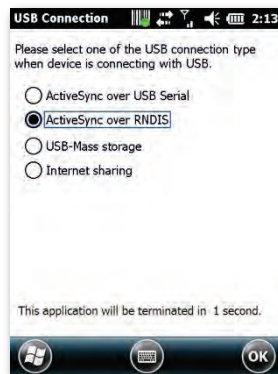 USB Connection 2:13
Please select one of the USB connection type
when device is connecting with USB.
ActiveSync over USB Serial
ActiveSync over RNDIS
USB-Mass storage
Internet sharing
This application will be terminated in 1 second.
OK